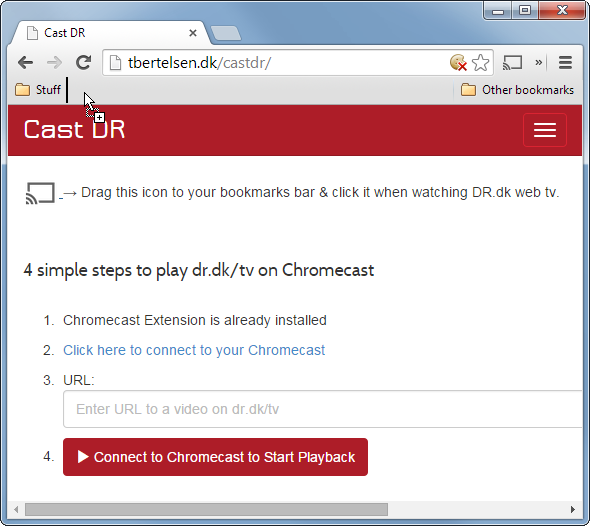 Cast DR
tbertelsen.dk/castdr/
»
Stuff
Other bookmarks
Cast DR
→ Drag this icon to your bookmarks bar & click it when watching DR.dk web tv.
4 simple steps to play dr.dk/tv on Chromecast
1. Chromecast Extension is already installed
2. Click here to connect to your Chromecast
3. URL:
Enter URL to a video on dr.dk/tv
4. Connect to Chromecast to Start Playback